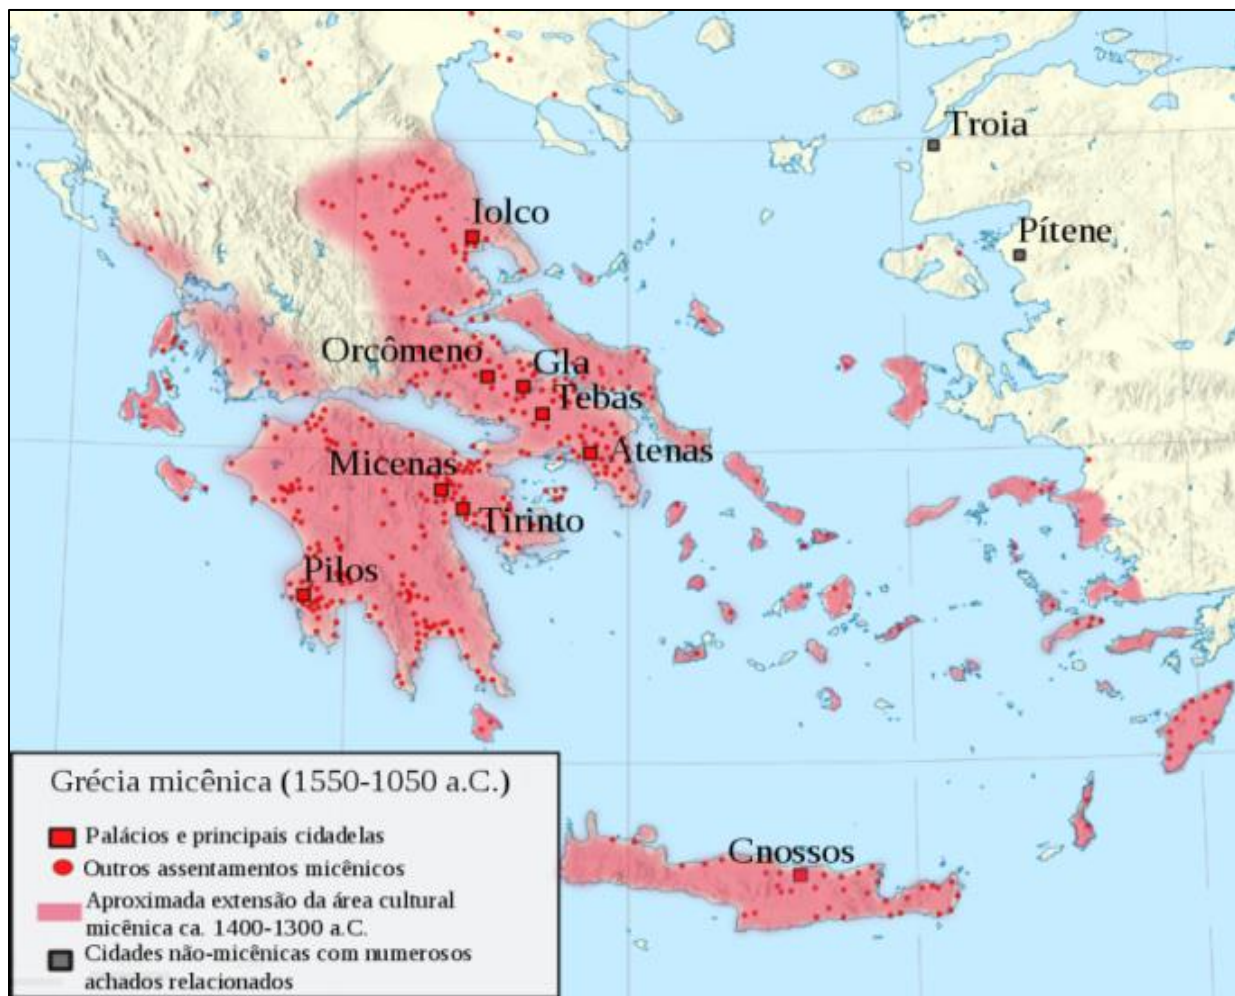 Troia
Iolco
Pítene
Orcômeno
Gla
Tebas
Atenas
Micenas
Tirinto
Pilos
Cnossos
Grécia micênica (1550-1050 a.C.)
Palácios e principais cidadelas
Outros assentamentos micênicos
Aproximada extensão da área cultural
micênica ca. 1400-1300 a.C.
Cidades não-micênicas com numerosos
achados relacionados